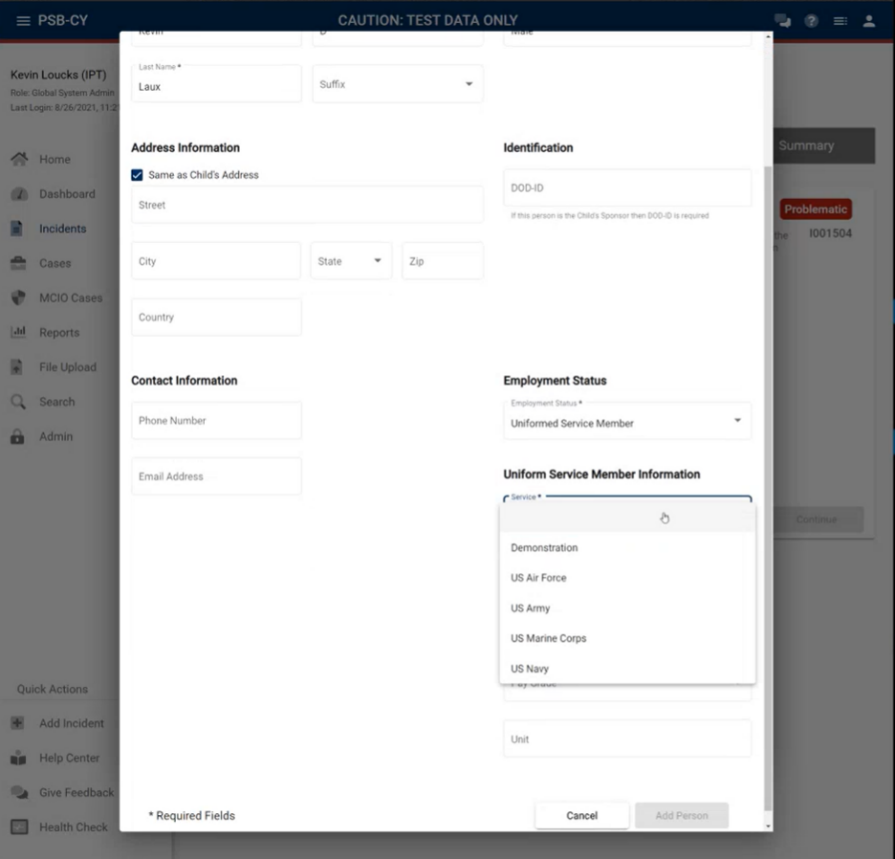 PSB-CY
CAUTION: TEST DATA ONLY
Kevin Loucks (IPT)
Role: Global System Admin
Last Login: 8/26/2021, 11:2
Home
Dashboard
Incidents
Cases
MCIO Cases
Reports
File Upload
Search
Admin
Quick Actions
Add Incident
Help Center
Give Feedback
Health Check
Kevin
D
Male
Last Name *
Laux
Suffix
Address Information
Same as Child's Address
Street
City
State
Zip
Country
Identification
DOD-ID
If this person is the Child's Sponsor then DOD-ID is required
Contact Information
Phone Number
Email Address
Employment Status
Employment Status *
Uniformed Service Member
Uniform Service Member Information
Service *
Demonstration
US Air Force
US Army
US Marine Corps
US Navy
Pay Grade
Unit
* Required Fields
Cancel
Add Person
Summary
Problematic
the
I001504
Continue